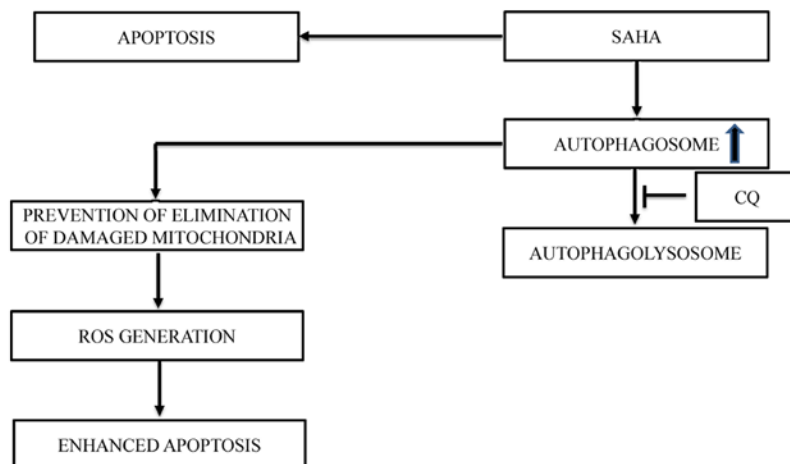 APOPTOSIS
SAHA
AUTOPHAGOSOME
PREVENTION OF ELIMINATION
OF DAMAGED MITOCHONDRIA
CQ
AUTOPHAGOLYSOSOME
ROS GENERATION
ENHANCED APOPTOSIS